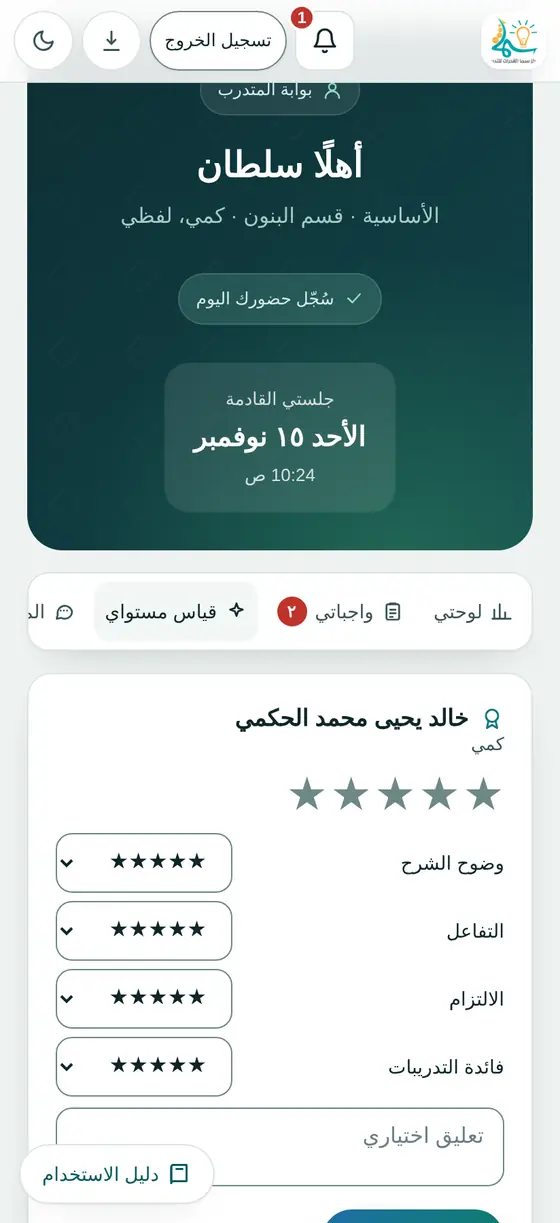 1
تسجيل الخروج
بوابة المتدرب
أهلًا سلطان
الأساسية · قسم البنون · كمي، لفظي
سُجّل حضورك اليوم
جلستي القادمة
الأحد ١٥ نوفمبر
10:24 ص
لوحتي
واجباتي ٢
قياس مستواي
خالد يحيى محمد الحكمي
كمي
★★★★★
وضوح الشرح ★★★★★
التفاعل ★★★★★
الالتزام ★★★★★
فائدة التدريبات ★★★★★
تعليق اختياري
دليل الاستخدام